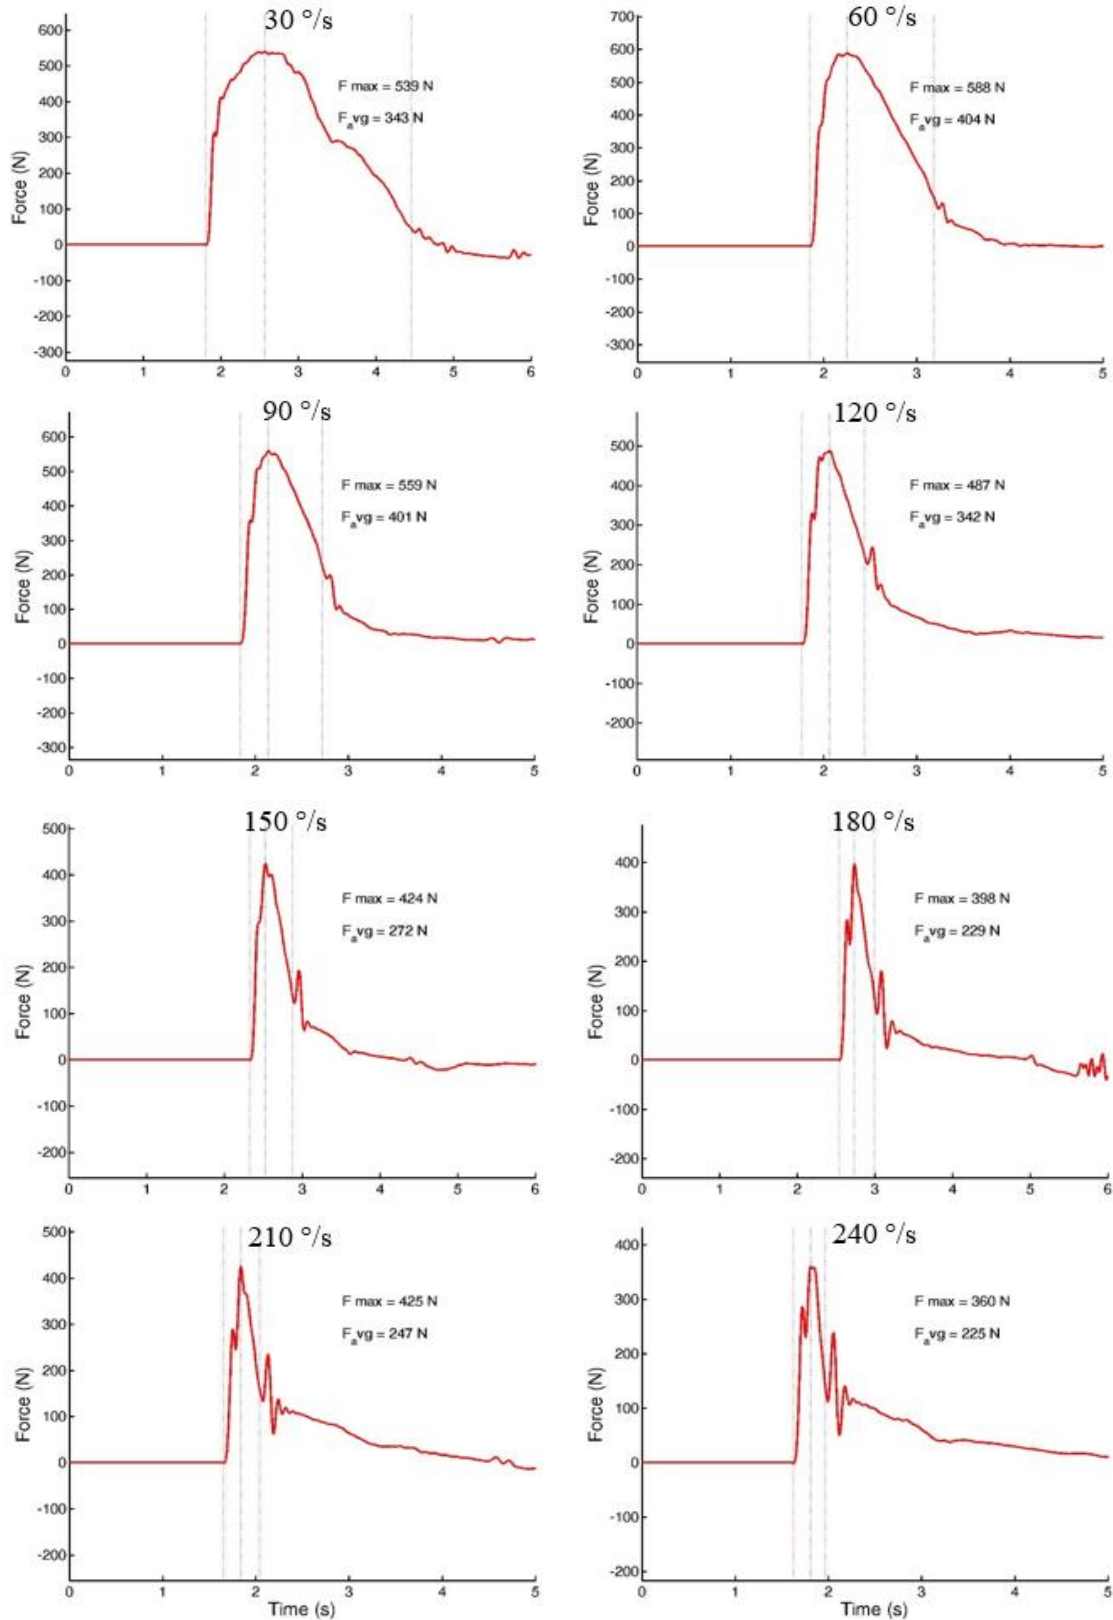 30 °/s
600
500
400
300
200
100
0
-100
-200
-300
Force (N)
F max = 539 N
F_avg = 343 N
0 1 2 3 4 5 6
60 °/s
700
600
500
400
300
200
100
0
-100
-200
-300
Force (N)
F max = 588 N
F_avg = 404 N
0 1 2 3 4 5
90 °/s
600
500
400
300
200
100
0
-100
-200
-300
Force (N)
F max = 559 N
F_avg = 401 N
0 1 2 3 4 5
120 °/s
500
400
300
200
100
0
-100
-200
Force (N)
F max = 487 N
F_avg = 342 N
0 1 2 3 4 5
150 °/s
500
400
300
200
100
0
-100
-200
Force (N)
F max = 424 N
F_avg = 272 N
0 1 2 3 4 5 6
180 °/s
400
300
200
100
0
-100
-200
Force (N)
F max = 398 N
F_avg = 229 N
0 1 2 3 4 5 6
210 °/s
500
400
300
200
100
0
-100
-200
Force (N)
F max = 425 N
F_avg = 247 N
0 1 2 3 4 5
Time (s)
240 °/s
400
300
200
100
0
-100
-200
Force (N)
F max = 360 N
F_avg = 225 N
0 1 2 3 4 5
Time (s)